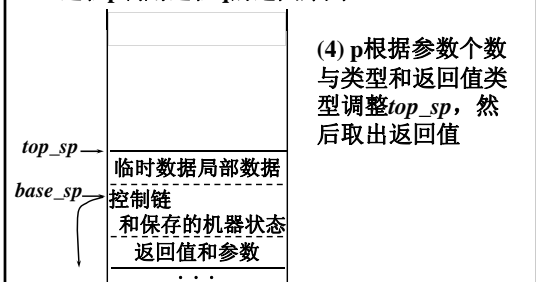 (4) p根据参数个数
与类型和返回值类
型调整top_sp，然
后取出返回值
top_sp
临时数据局部数据
base_sp
控制链
和保存的机器状态
返回值和参数
. . .